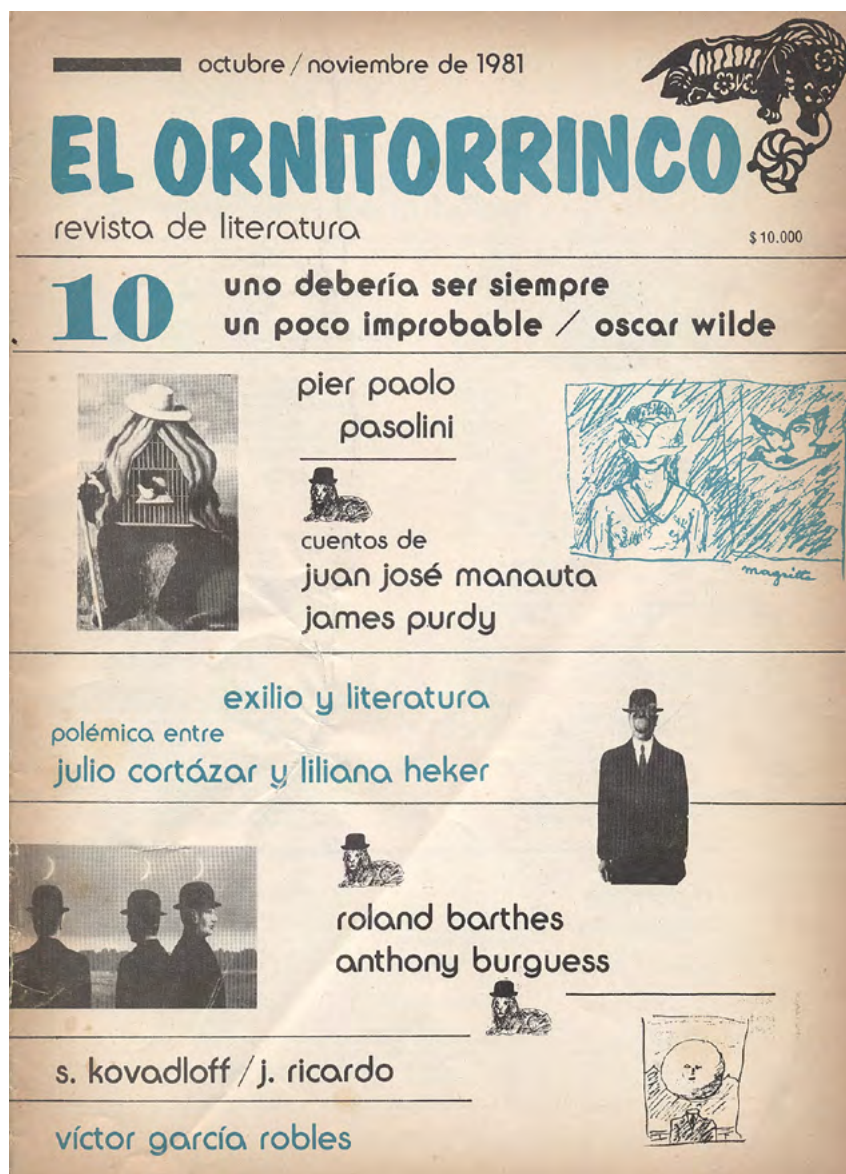 octubre / noviembre de 1981
EL ORNITORRINCO
revista de literatura
$ 10.000
10
uno debería ser siempre
un poco improbable / oscar wilde
pier paolo
pasolini
magritte
cuentos de
juan josé manauta
james purdy
exilio y literatura
polémica entre
julio cortázar y liliana heker
roland barthes
anthony burguess
s. kovadloff / j. ricardo
víctor garcía robles